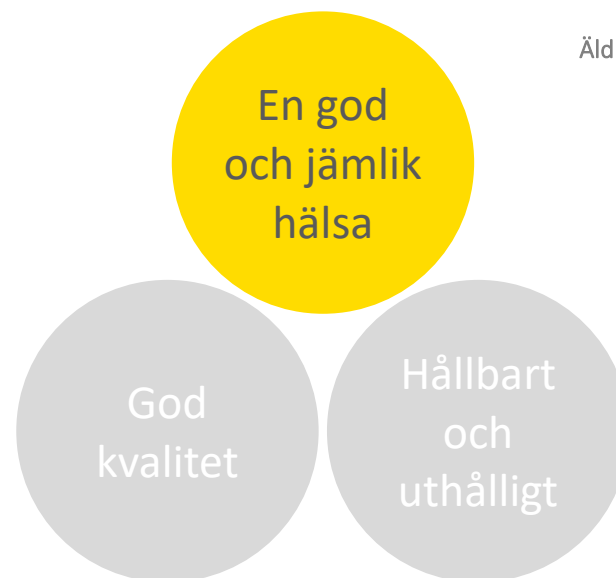 Äld
En god
och jämlik
hälsa
God
kvalitet
Hållbart
och
uthålligt